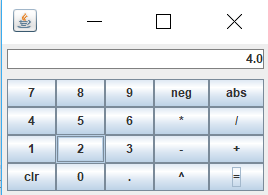 4.0
7 8 9 neg abs
4 5 6 * /
1 2 3 - +
clr 0 . ^ =